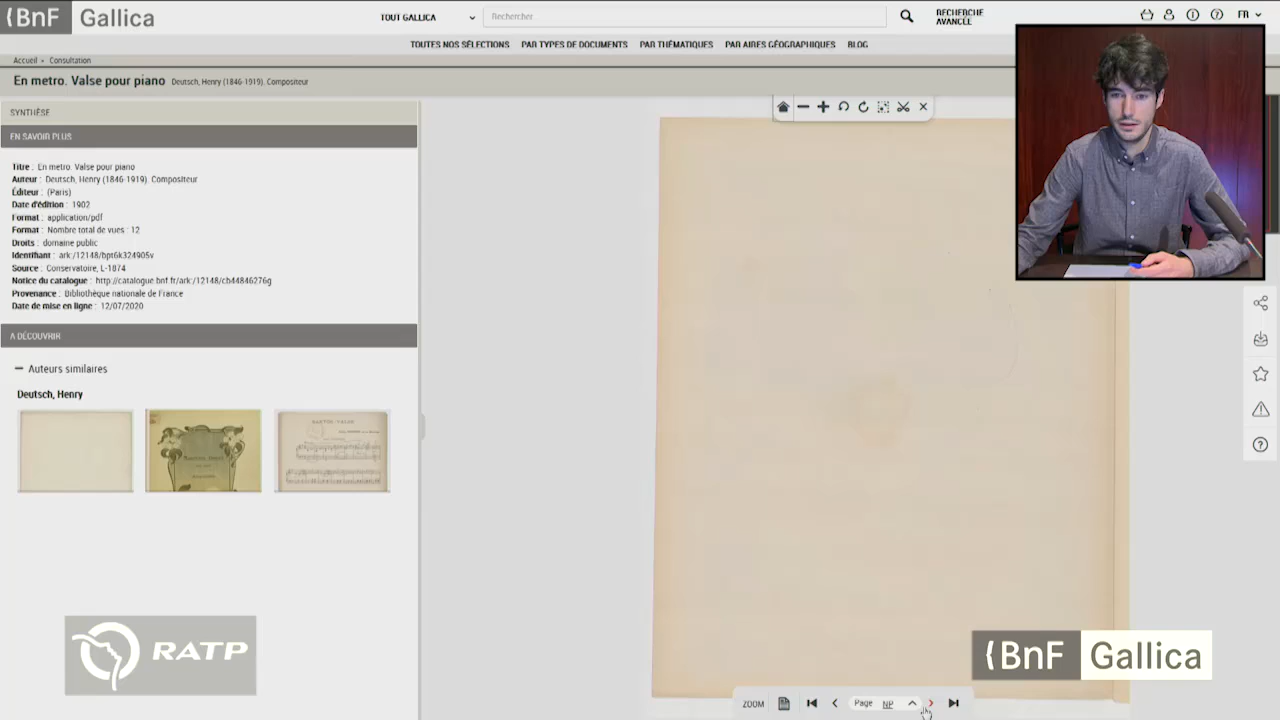 BnF Gallica
TOUT GALLICA
Rechercher
RECHERCHE
AVANCÉE
FR
TOUTES NOS SÉLECTIONS PAR TYPES DE DOCUMENTS PAR THÉMATIQUES PAR AIRES GÉOGRAPHIQUES BLOG
Accueil > Consultation
En metro. Valse pour piano Deutsch, Henry (1846-1919). Compositeur
SYNTHÈSE
EN SAVOIR PLUS
Titre : En metro. Valse pour piano
Auteur : Deutsch, Henry (1846-1919). Compositeur
Éditeur : (Paris)
Date d'édition : 1902
Format : application/pdf
Format : Nombre total de vues : 12
Droits : domaine public
Identifiant : ark:/12148/bpt6k324905v
Source : Conservatoire, L-1874
Notice du catalogue : http://catalogue.bnf.fr/ark:/12148/cb44846276g
Provenance : Bibliothèque nationale de France
Date de mise en ligne : 12/07/2020
A DÉCOUVRIR
Auteurs similaires
Deutsch, Henry
RATP
BnF Gallica
ZOOM
Page NP